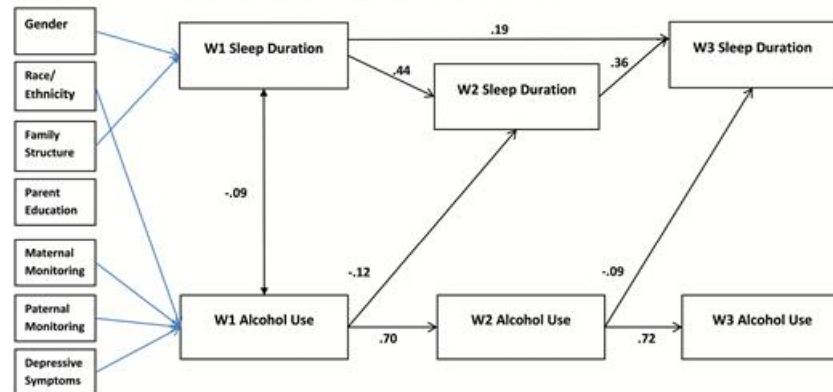 Gender
Race/
Ethnicity
Family
Structure
Parent
Education
Maternal
Monitoring
Paternal
Monitoring
Depressive
Symptoms
W1 Sleep Duration
.19
W3 Sleep Duration
.44
W2 Sleep Duration
.36
-.09
-.12
-.09
W1 Alcohol Use
.70
W2 Alcohol Use
.72
W3 Alcohol Use